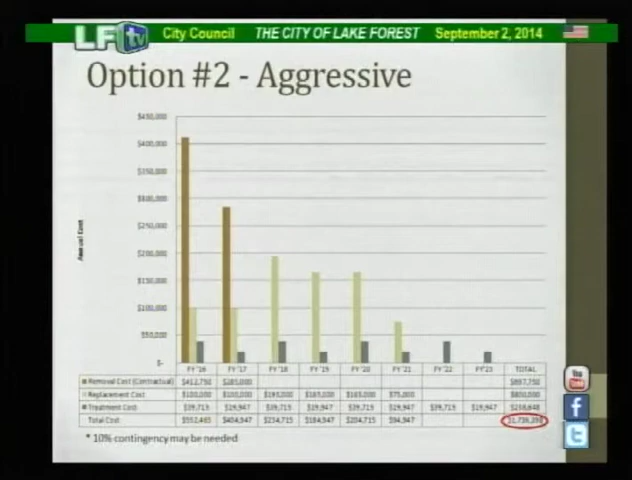 LFtv City Council THE CITY OF LAKE FOREST September 2, 2014
Option #2 - Aggressive
$450,000
$400,000
$350,000
$300,000
$250,000
$200,000
$150,000
$100,000
$50,000
$-
Annual Cost
FY '16 FY '17 FY '18 FY '19 FY '20 FY '21 FY '22 FY '23 TOTAL
Removal Cost (Contractual) $412,750 $285,000 $697,750
Replacement Cost $100,000 $100,000 $195,000 $165,000 $165,000 $75,000 $800,000
Treatment Cost $39,715 $19,947 $39,715 $19,947 $39,715 $19,947 $39,715 $19,947
Total Cost $552,465 $404,947 $234,715 $184,947 $204,715 $94,947
* 10% contingency may be needed
You
Tube
f
t